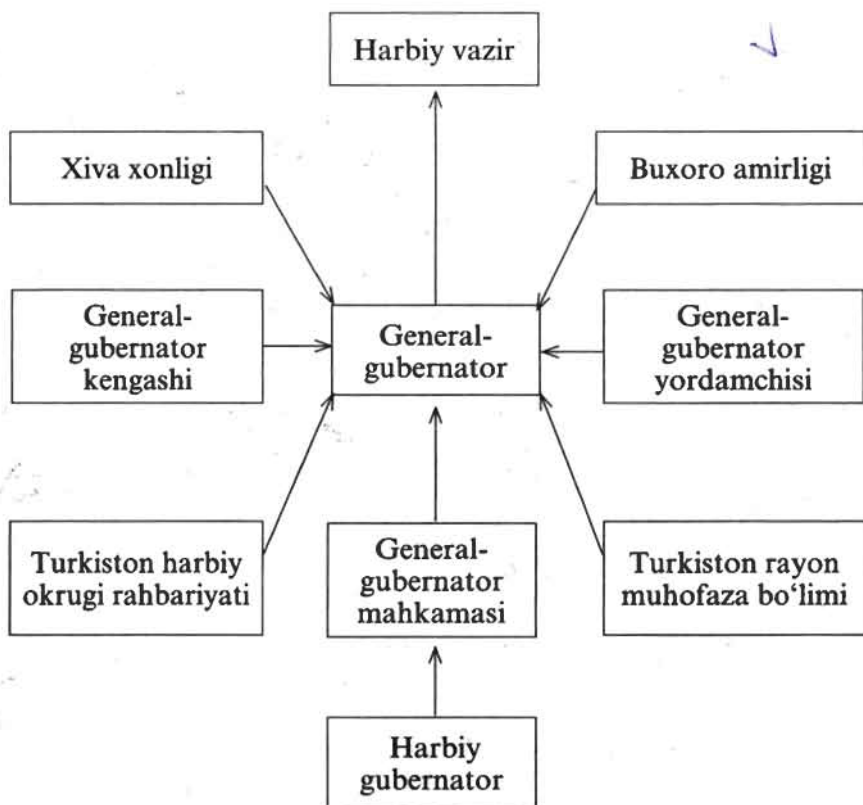 Harbiy vazir
Xiva xonligi
Buxoro amirligi
General-
gubernator
kengashi
General-
gubernator
General-
gubernator
yordamchisi
Turkiston harbiy
okrugi rahbariyati
General-
gubernator
mahkamasi
Turkiston rayon
muhofaza bo‘limi
Harbiy
gubernator